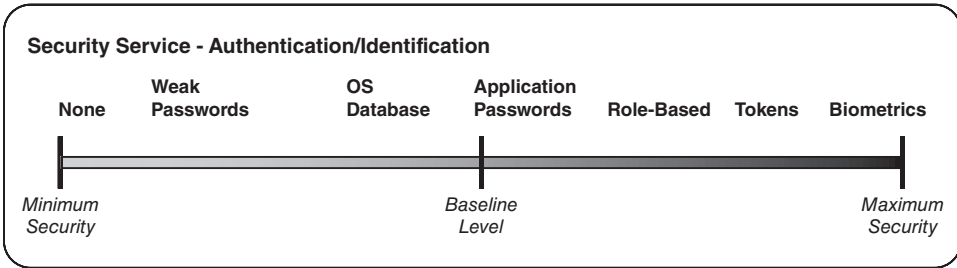 Security Service - Authentication/Identification
Weak OS Application
None Passwords Database Passwords Role-Based Tokens Biometrics
Minimum Baseline Maximum
Security Level Security